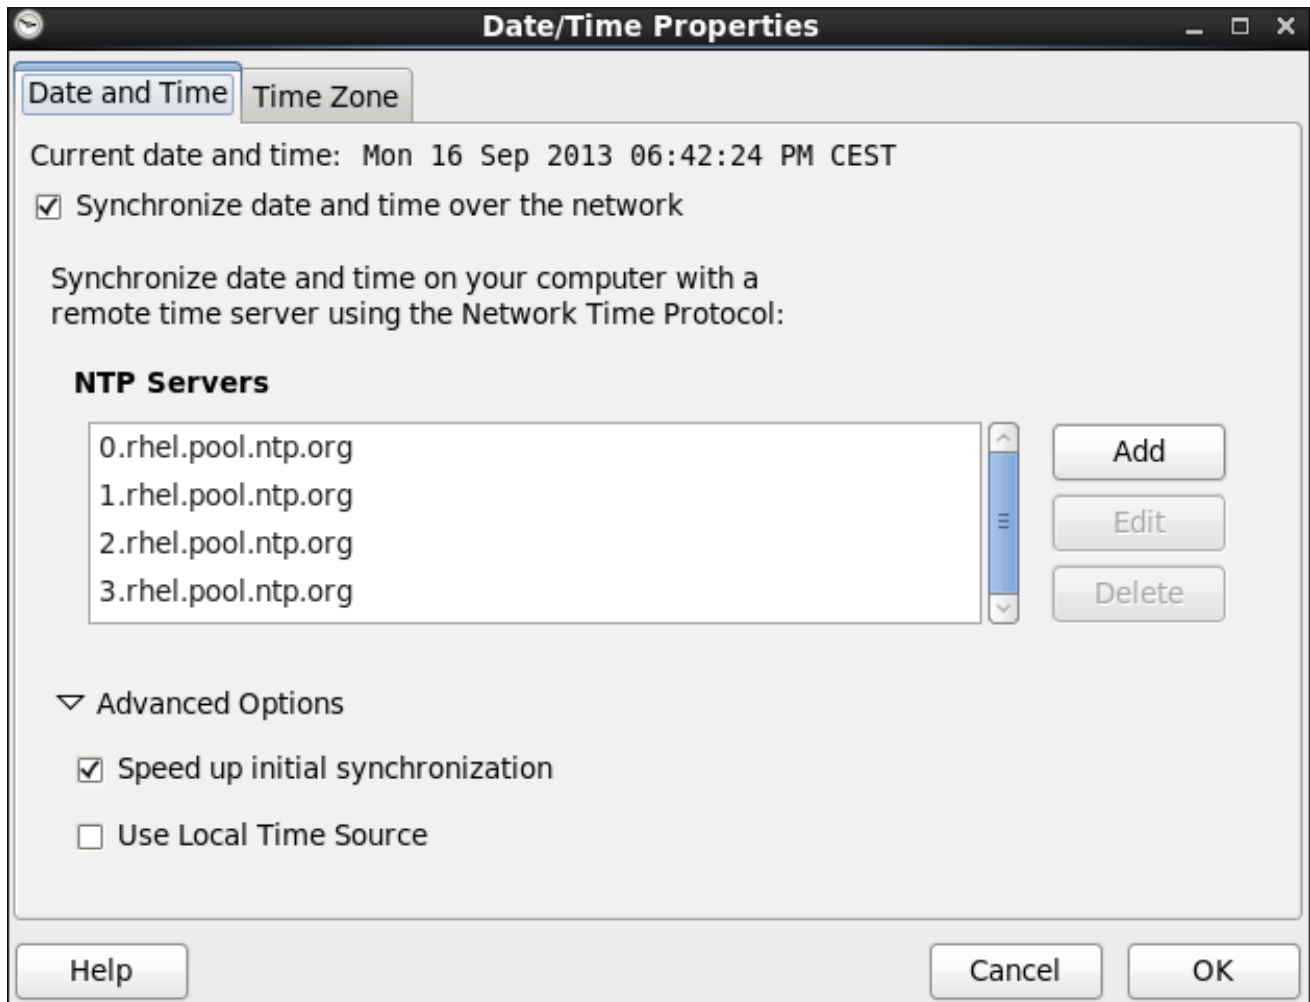 Date/Time Properties
Date and Time
Time Zone
Current date and time: Mon 16 Sep 2013 06:42:24 PM CEST
Synchronize date and time over the network
Synchronize date and time on your computer with a
remote time server using the Network Time Protocol:
NTP Servers
0.rhel.pool.ntp.org
1.rhel.pool.ntp.org
2.rhel.pool.ntp.org
3.rhel.pool.ntp.org
Add
Edit
Delete
Advanced Options
Speed up initial synchronization
Use Local Time Source
Help
Cancel
OK